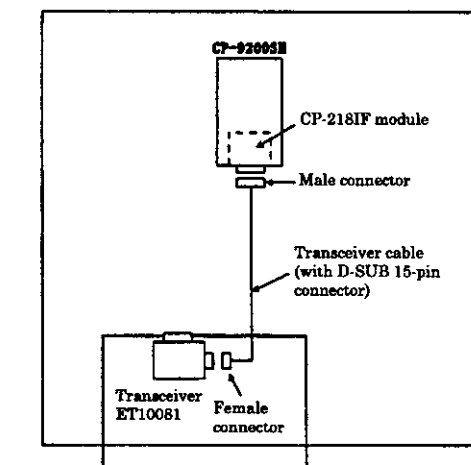 CP-9200SH
CP-218IF module
Male connector
Transceiver cable
(with D-SUB 15-pin
connector)
Transceiver
ET10081
Female
connector